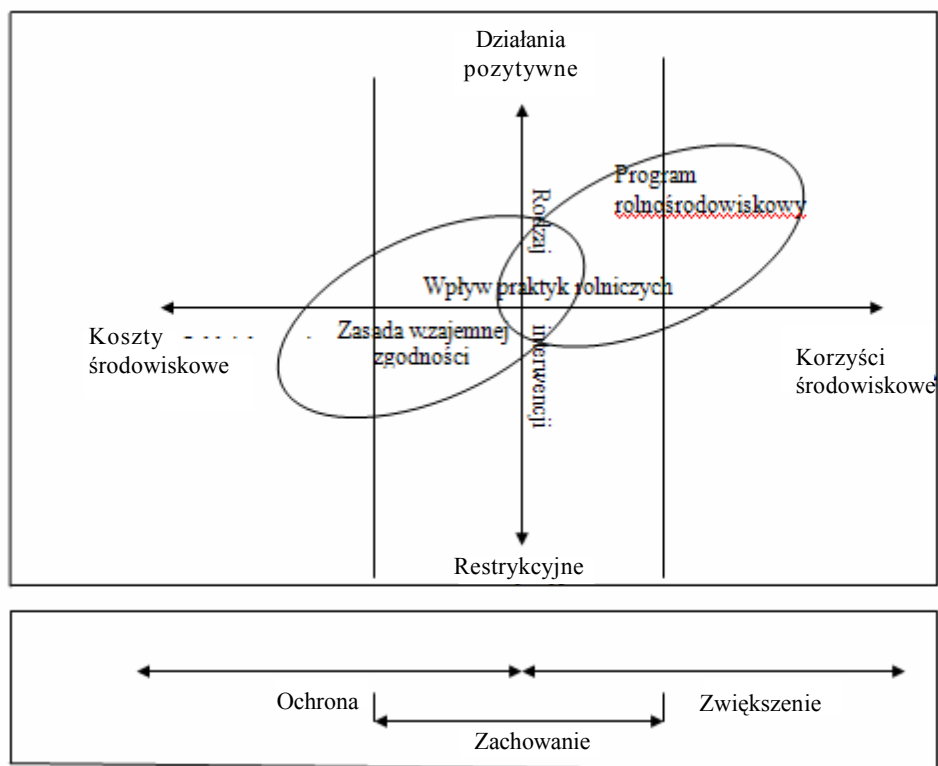 Działania
pozytywne
Program
rolnośrodowiskowy
Rodzaj interwencji
Wpływ praktyk rolniczych
Koszty
środowiskowe
Zasada wzajemnej
zgodności
Korzyści
środowiskowe
Restrykcyjne
Ochrona
Zwiększenie
Zachowanie